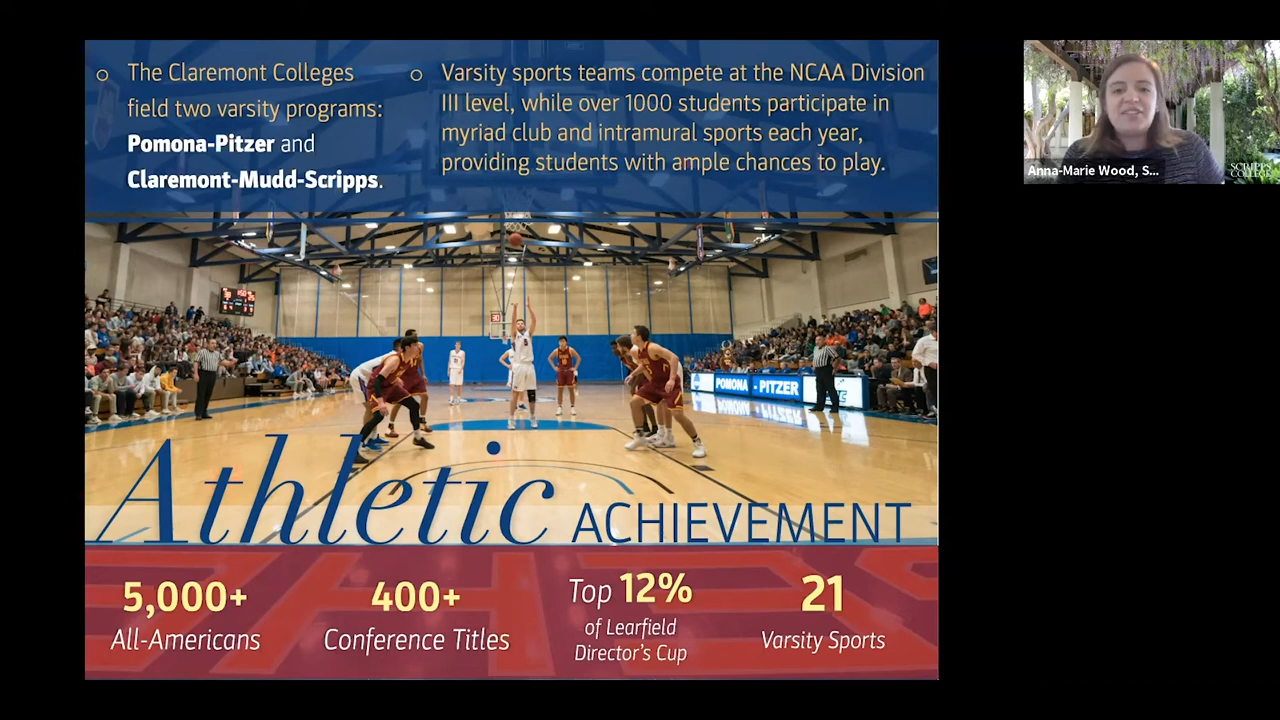 The Claremont Colleges
field two varsity programs:
Pomona-Pitzer and
Claremont-Mudd-Scripps.
Varsity sports teams compete at the NCAA Division
III level, while over 1000 students participate in
myriad club and intramural sports each year,
providing students with ample chances to play.
POMONA - PITZER
Athletic ACHIEVEMENT
5,000+
All-Americans
400+
Conference Titles
Top 12%
of Learfield
Director's Cup
21
Varsity Sports
Anna-Marie Wood, S...
SCRIPPS
COLLEGE